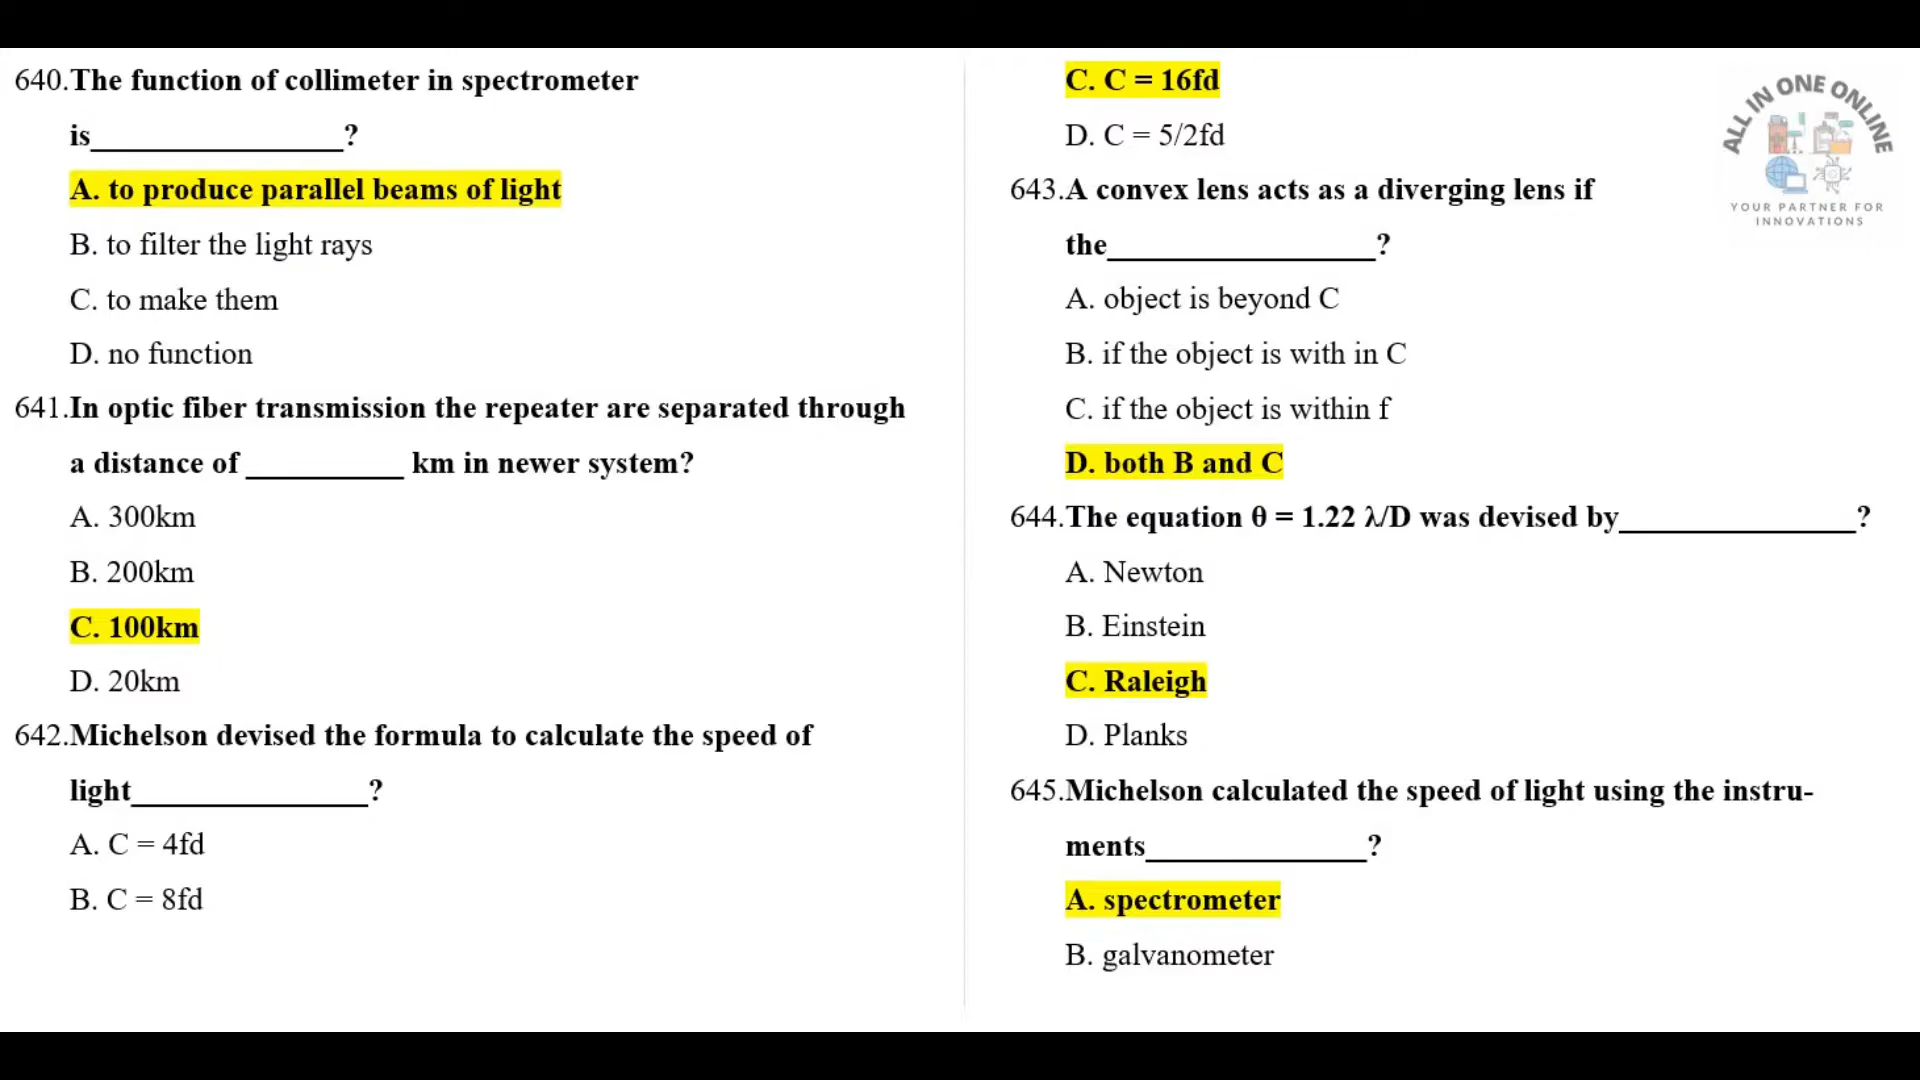 640.The function of collimeter in spectrometer
is________________?
A. to produce parallel beams of light
B. to filter the light rays
C. to make them
D. no function
641.In optic fiber transmission the repeater are separated through
a distance of __________ km in newer system?
A. 300km
B. 200km
C. 100km
D. 20km
642.Michelson devised the formula to calculate the speed of
light_______________?
A. C = 4fd
B. C = 8fd
C. C = 16fd
D. C = 5/2fd
643.A convex lens acts as a diverging lens if
the_________________?
A. object is beyond C
B. if the object is with in C
C. if the object is within f
D. both B and C
644.The equation θ = 1.22 λ/D was devised by_______________?
A. Newton
B. Einstein
C. Raleigh
D. Planks
645.Michelson calculated the speed of light using the instru-
ments______________?
A. spectrometer
B. galvanometer
ALL IN ONE ONLINE
YOUR PARTNER FOR
INNOVATIONS